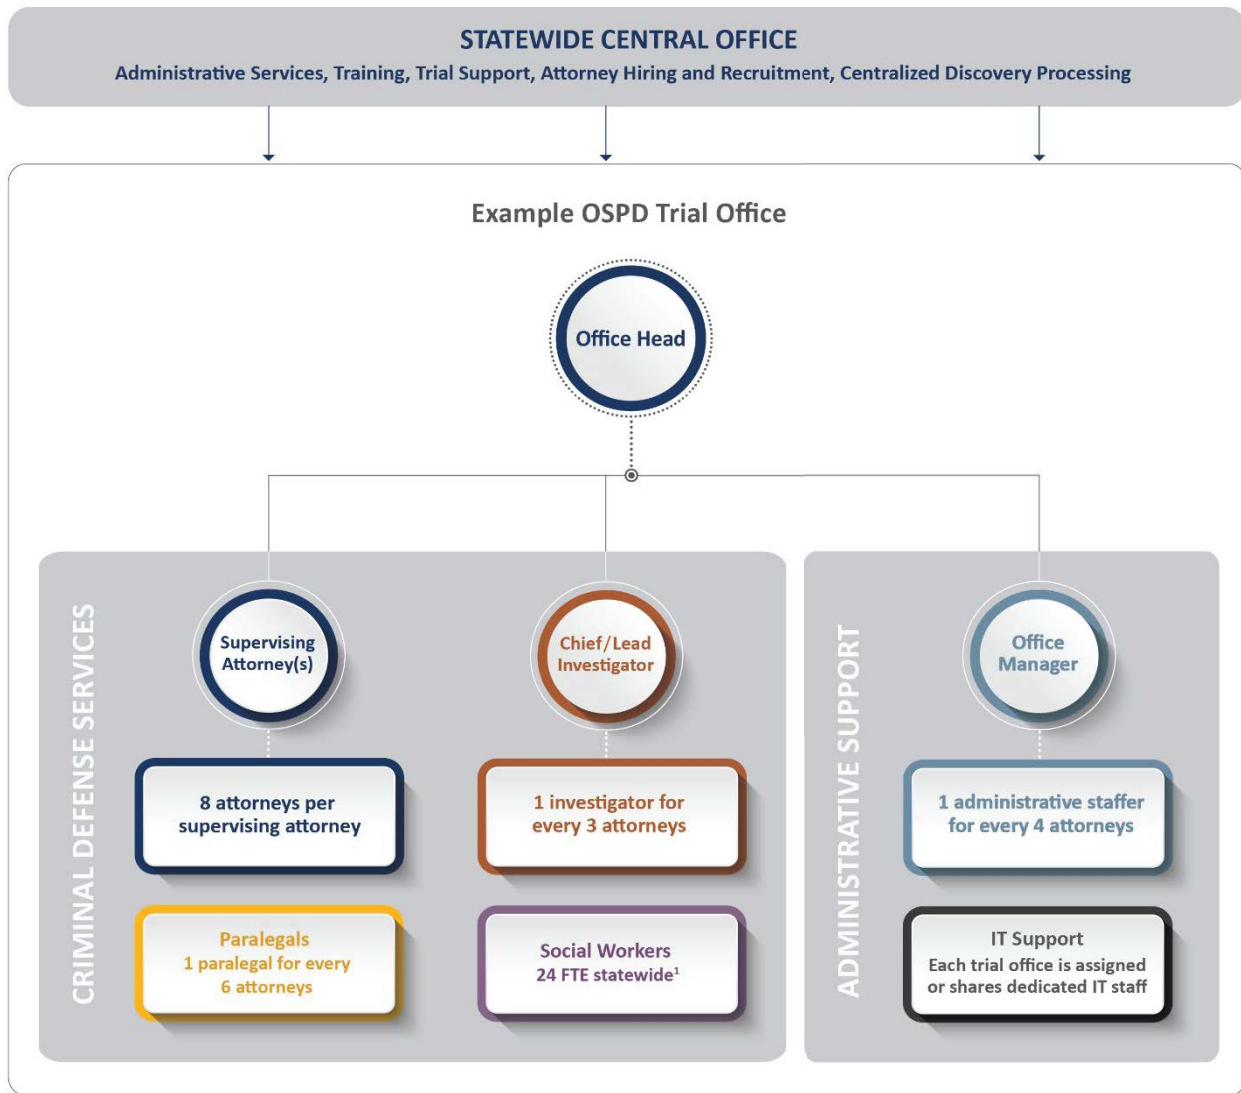 STATEWIDE CENTRAL OFFICE
Administrative Services, Training, Trial Support, Attorney Hiring and Recruitment, Centralized Discovery Processing
Example OSPD Trial Office
Office Head
CRIMINAL DEFENSE SERVICES
Supervising
Attorney(s)
8 attorneys per
supervising attorney
Paralegals
1 paralegal for every
6 attorneys
Chief/Lead
Investigator
1 investigator for
every 3 attorneys
Social Workers
24 FTE statewide¹
ADMINISTRATIVE SUPPORT
Office
Manager
1 administrative staffer
for every 4 attorneys
IT Support
Each trial office is assigned
or shares dedicated IT staff